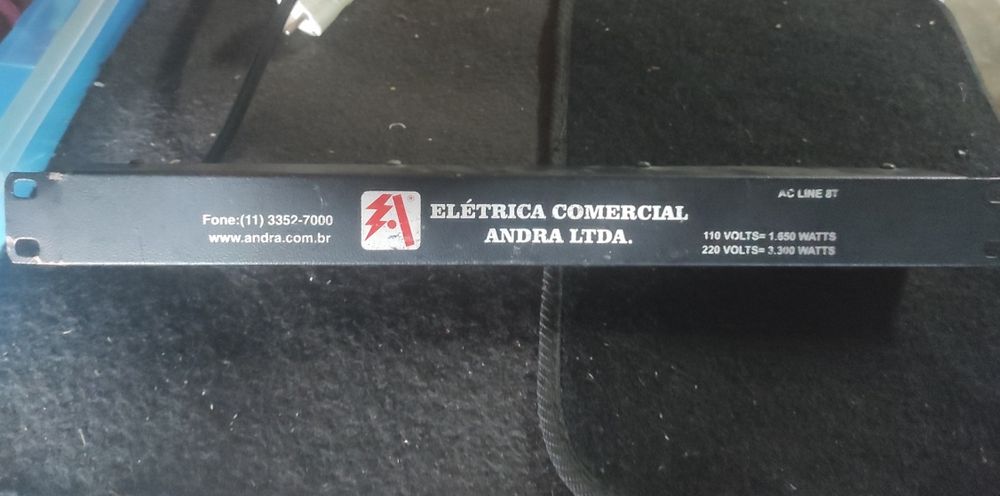 Fone:(11) 3352-7000
www.andra.com.br
A
ELÉTRICA COMERCIAL
ANDRA LTDA.
AC LINE 8T
110 VOLTS= 1.650 WATTS
220 VOLTS= 3.300 WATTS